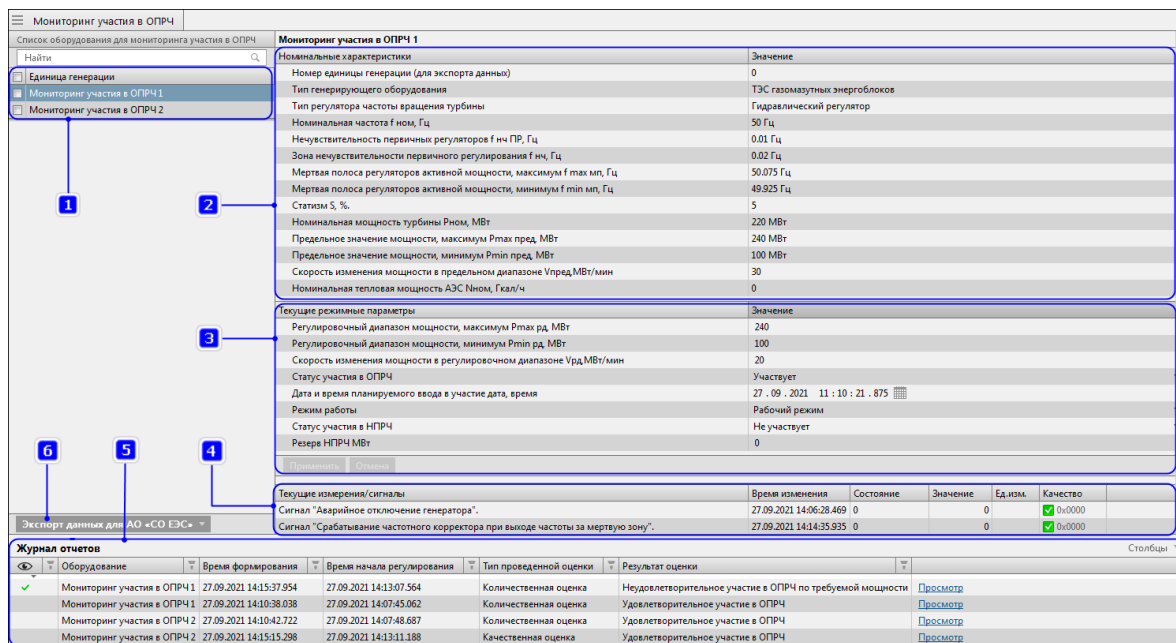 Мониторинг участия в ОПРЧ
Список оборудования для мониторинга участия в ОПРЧ
Найти
Единица генерации
Мониторинг участия в ОПРЧ 1
Мониторинг участия в ОПРЧ 2
1
Мониторинг участия в ОПРЧ 1
Номинальные характеристики Значение
Номер единицы генерации (для экспорта данных) 0
Тип генерирующего оборудования ТЭС газомазутных энергоблоков
Тип регулятора частоты вращения турбины Гидравлический регулятор
Номинальная частота f ном, Гц 50 Гц
Нечувствительность первичных регуляторов f нч ПР, Гц 0.01 Гц
Зона нечувствительности первичного регулирования f нч, Гц 0.02 Гц
Мертвая полоса регуляторов активной мощности, максимум f max мп, Гц 50.075 Гц
Мертвая полоса регуляторов активной мощности, минимум f min мп, Гц 49.925 Гц
2
Статизм S, %. 5
Номинальная мощность турбины Рном, МВт 220 МВт
Предельное значение мощности, максимум Pmax пред, МВт 240 МВт
Предельное значение мощности, минимум Pmin пред, МВт 100 МВт
Скорость изменения мощности в предельном диапазоне Vпред,МВт/мин 30
Номинальная тепловая мощность АЭС Nном, Гкал/ч 0
Текущие режимные параметры Значение
Регулировочный диапазон мощности, максимум Pmax рд, МВт 240
3
Регулировочный диапазон мощности, минимум Pmin рд, МВт 100
Скорость изменения мощности в регулировочном диапазоне Vрд,МВт/мин 20
Статус участия в ОПРЧ Участвует
Дата и время планируемого ввода в участие дата, время 27 . 09 . 2021 11 : 10 : 21 . 875
Режим работы Рабочий режим
Статус участия в НПРЧ Не участвует
Резерв НПРЧ МВт 0
6
5
4
Применить Отмена
Текущие измерения/сигналы Время изменения Состояние Значение Ед.изм. Качество
Сигнал "Аварийное отключение генератора". 27.09.2021 14:06:28.469 0 0 0x0000
Сигнал "Срабатывание частотного корректора при выходе частоты за мертвую зону". 27.09.2021 14:14:35.935 0 0 0x0000
Экспорт данных для АО «СО ЕЭС»
Журнал отчетов Столбцы
Оборудование Время формирования Время начала регулирования Тип проведенной оценки Результат оценки
Мониторинг участия в ОПРЧ 1 27.09.2021 14:15:37.954 27.09.2021 14:13:07.564 Количественная оценка Неудовлетворительное участие в ОПРЧ по требуемой мощности Просмотр
Мониторинг участия в ОПРЧ 1 27.09.2021 14:10:38.038 27.09.2021 14:07:45.062 Количественная оценка Удовлетворительное участие в ОПРЧ Просмотр
Мониторинг участия в ОПРЧ 2 27.09.2021 14:10:42.722 27.09.2021 14:07:48.687 Количественная оценка Удовлетворительное участие в ОПРЧ Просмотр
Мониторинг участия в ОПРЧ 2 27.09.2021 14:15:15.298 27.09.2021 14:13:11.188 Качественная оценка Удовлетворительное участие в ОПРЧ Просмотр